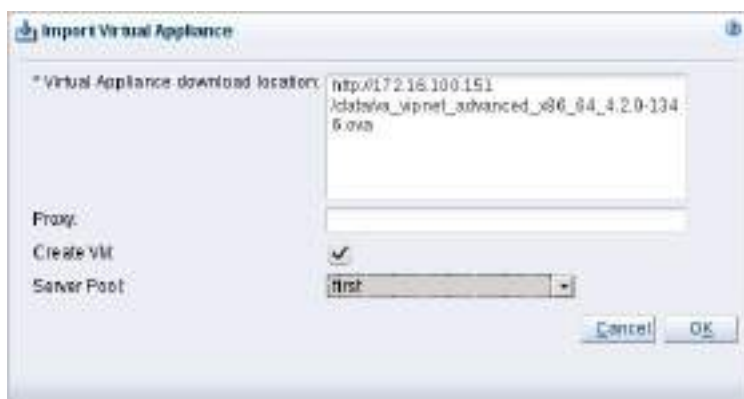 Import Virtual Appliance
* Virtual Appliance download location:
http://172.16.100.151
/data/va_vipnet_advanced_x86_64_4.2.0-134
6.ova
Proxy:
Create VM
Server Pool:
first
Cancel OK